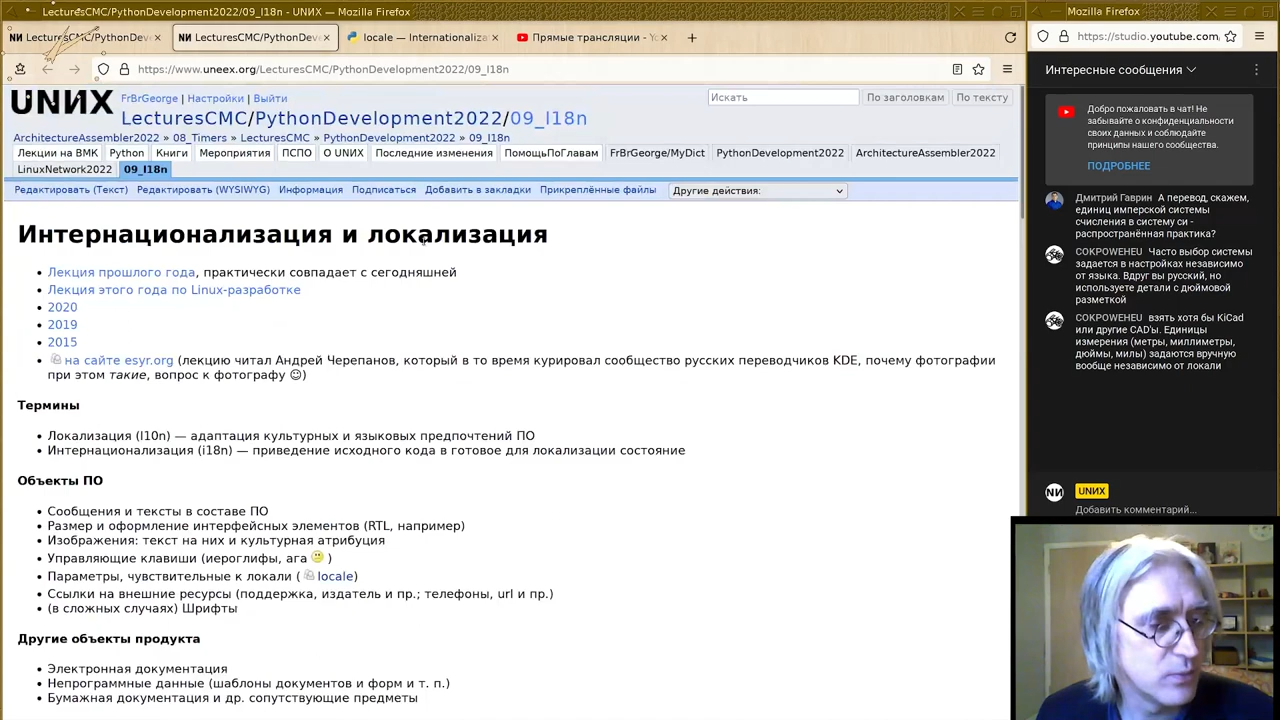 LecturesCMC/PythonDevelopment2022/09_I18n - UNИX — Mozilla Firefox
Mozilla Firefox
LecturesCMC/PythonDev
LecturesCMC/PythonDev
locale — Internationaliza
Прямые трансляции - Yo
https://www.uneex.org/LecturesCMC/PythonDevelopment2022/09_I18n
https://studio.youtube.com
UNИX
FrBrGeorge | Настройки | Выйти
Искать
По заголовкам
По тексту
LecturesCMC/PythonDevelopment2022/09_I18n
ArchitectureAssembler2022 » 08_Timers » LecturesCMC » PythonDevelopment2022 » 09_I18n
Лекции на ВМК
Python
Книги
Мероприятия
ПСПО
О UNИX
Последние изменения
ПомощьПоГлавам
FrBrGeorge/MyDict
PythonDevelopment2022
ArchitectureAssembler2022
LinuxNetwork2022
09_I18n
Редактировать (Текст)
Редактировать (WYSIWYG)
Информация
Подписаться
Добавить в закладки
Прикреплённые файлы
Другие действия:
Интернационализация и локализация
• Лекция прошлого года, практически совпадает с сегодняшней
• Лекция этого года по Linux-разработке
• 2020
• 2019
• 2015
• на сайте esyr.org (лекцию читал Андрей Черепанов, который в то время курировал сообщество русских переводчиков KDE, почему фотографии
при этом такие, вопрос к фотографу ☺)
Термины
• Локализация (l10n) — адаптация культурных и языковых предпочтений ПО
• Интернационализация (i18n) — приведение исходного кода в готовое для локализации состояние
Объекты ПО
• Сообщения и тексты в составе ПО
• Размер и оформление интерфейсных элементов (RTL, например)
• Изображения: текст на них и культурная атрибуция
• Управляющие клавиши (иероглифы, ага )
• Параметры, чувствительные к локали ( locale)
• Ссылки на внешние ресурсы (поддержка, издатель и пр.; телефоны, url и пр.)
• (в сложных случаях) Шрифты
Другие объекты продукта
• Электронная документация
• Непрограммные данные (шаблоны документов и форм и т. п.)
• Бумажная документация и др. сопутствующие предметы
Интересные сообщения
Добро пожаловать в чат! Не
забывайте о конфиденциальности
своих данных и соблюдайте
принципы нашего сообщества.
ПОДРОБНЕЕ
Дмитрий Гаврин А перевод, скажем,
единиц имперской системы
счисления в систему си -
распространённая практика?
COKPOWEHEU Часто выбор системы
задается в настройках независимо
от языка. Вдруг вы русский, но
используете детали с дюймовой
разметкой
COKPOWEHEU взять хотя бы KiCad
или другие CAD'ы. Единицы
измерения (метры, миллиметры,
дюймы, милы) задаются вручную
вообще независимо от локали
NИ
UNИX
Добавить комментарий...